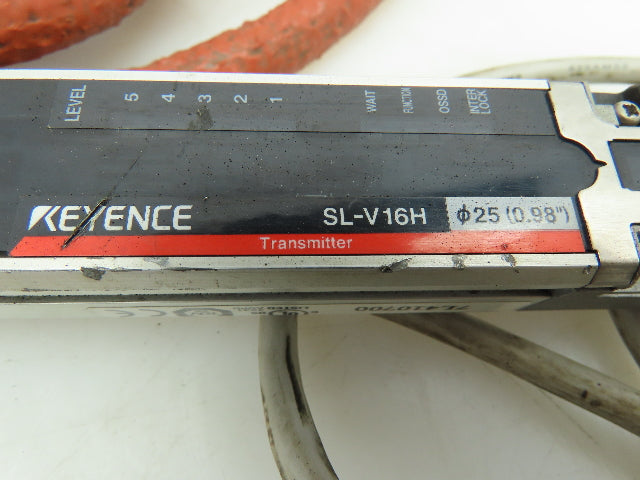 LEVEL 5 4 3 2 1 WAIT FUNCTION OSSD INTER LOCK
KEYENCE SL-V16H ϕ25 (0.98")
Transmitter